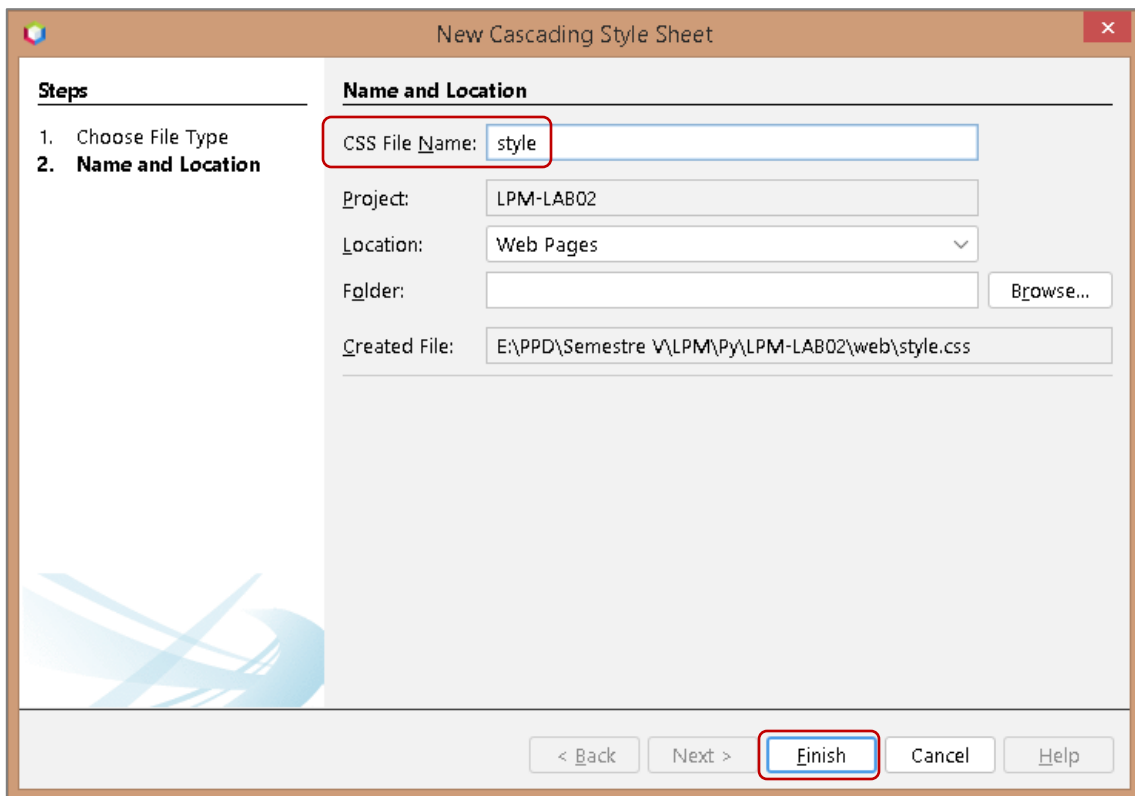 New Cascading Style Sheet
Steps
1. Choose File Type
2. Name and Location
Name and Location
CSS File Name: style
Project: LPM-LAB02
Location: Web Pages
Folder: Browse...
Created File: E:\PPD\Semestre V\LPM\Py\LPM-LAB02\web\style.css
< Back Next > Finish Cancel Help